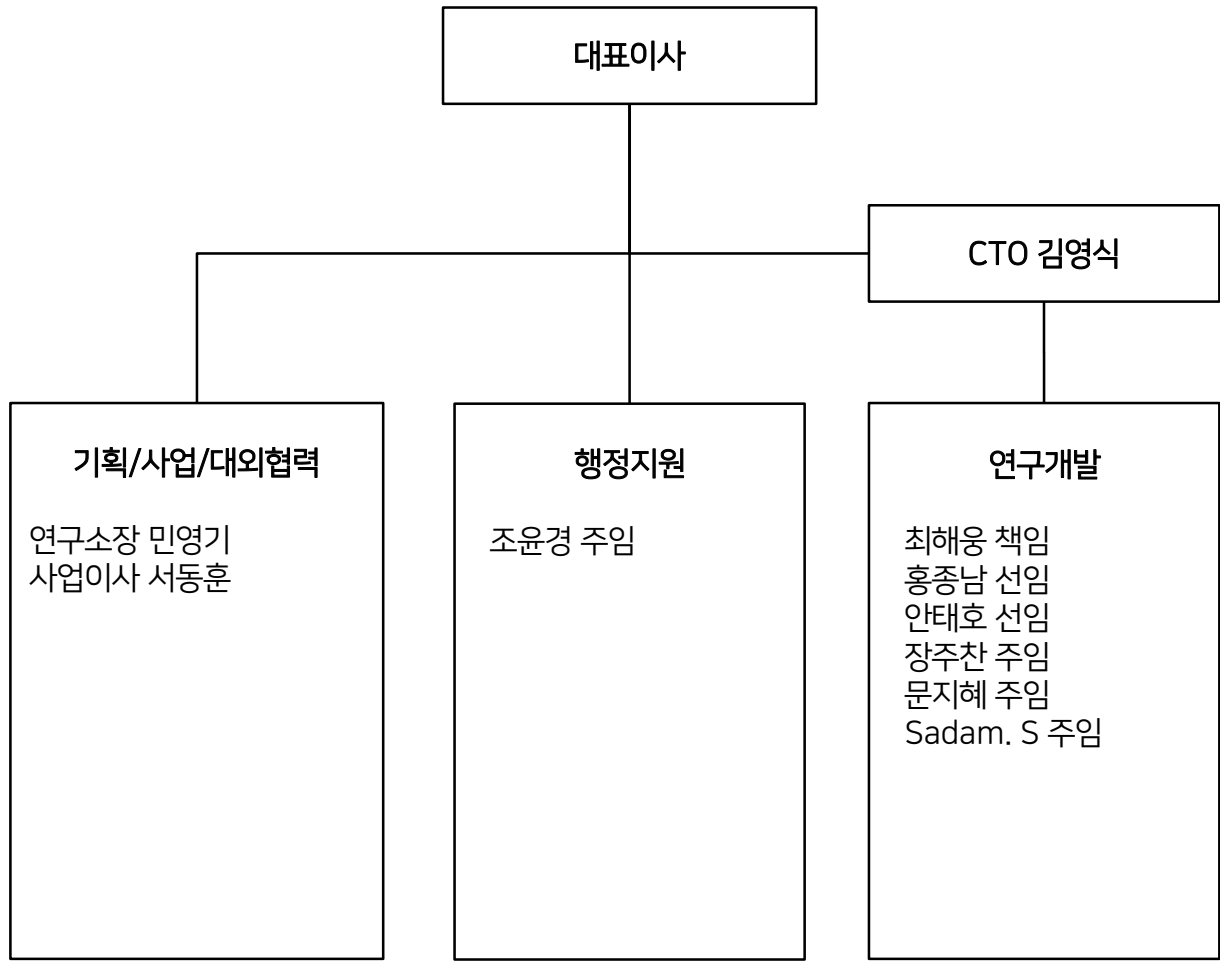 대표이사
CTO 김영식
기획/사업/대외협력
연구소장 민영기
사업이사 서동훈
행정지원
조윤경 주임
연구개발
최해웅 책임
홍종남 선임
안태호 선임
장주찬 주임
문지혜 주임
Sadam. S 주임